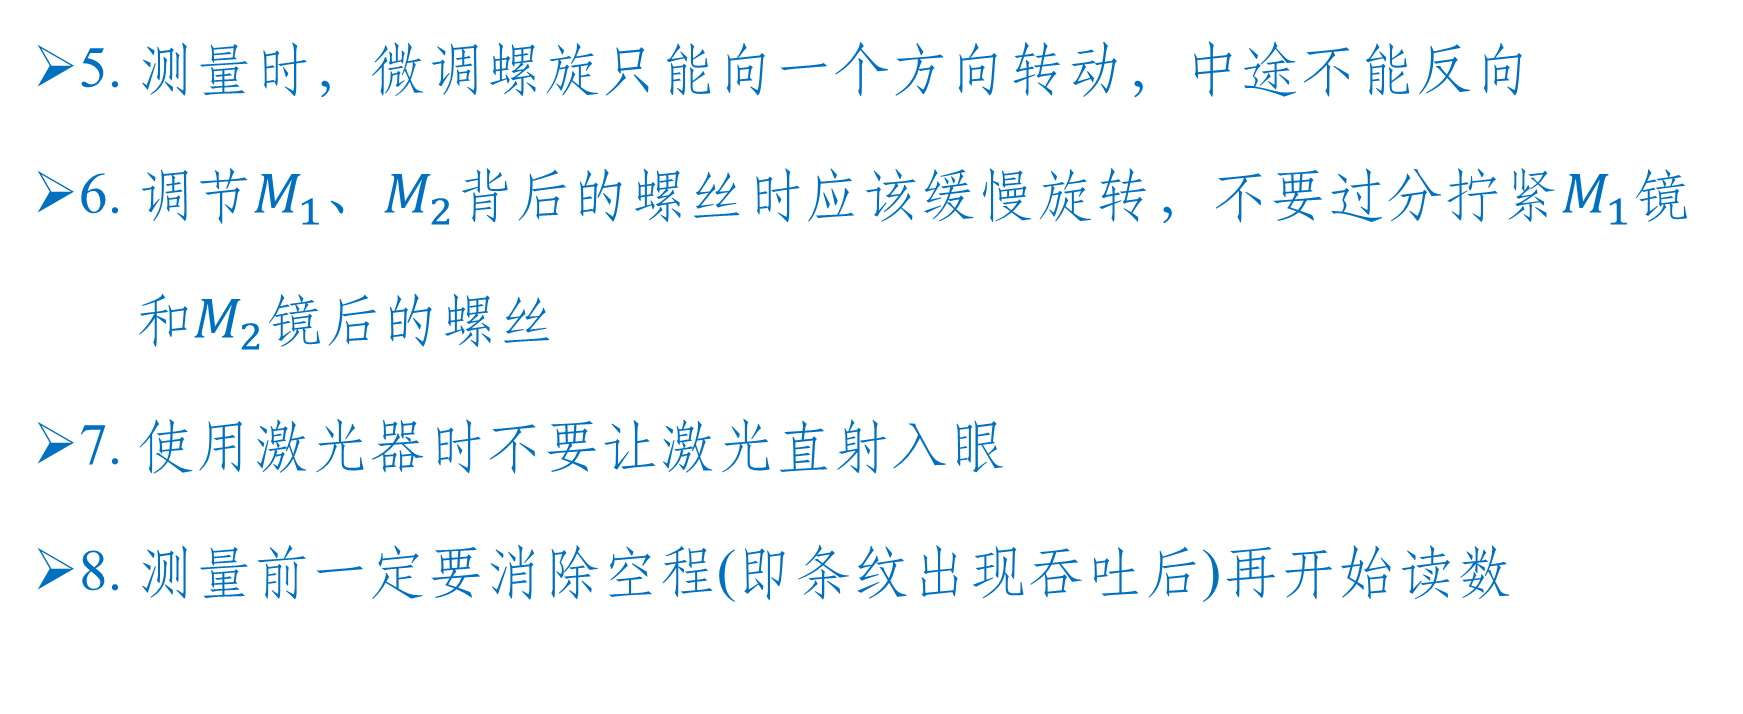 ➢5. 测量时，微调螺旋只能向一个方向转动，中途不能反向
➢6. 调节M₁、M₂背后的螺丝时应该缓慢旋转，不要过分拧紧M₁镜
和M₂镜后的螺丝
➢7. 使用激光器时不要让激光直射入眼
➢8. 测量前一定要消除空程(即条纹出现吞吐后)再开始读数